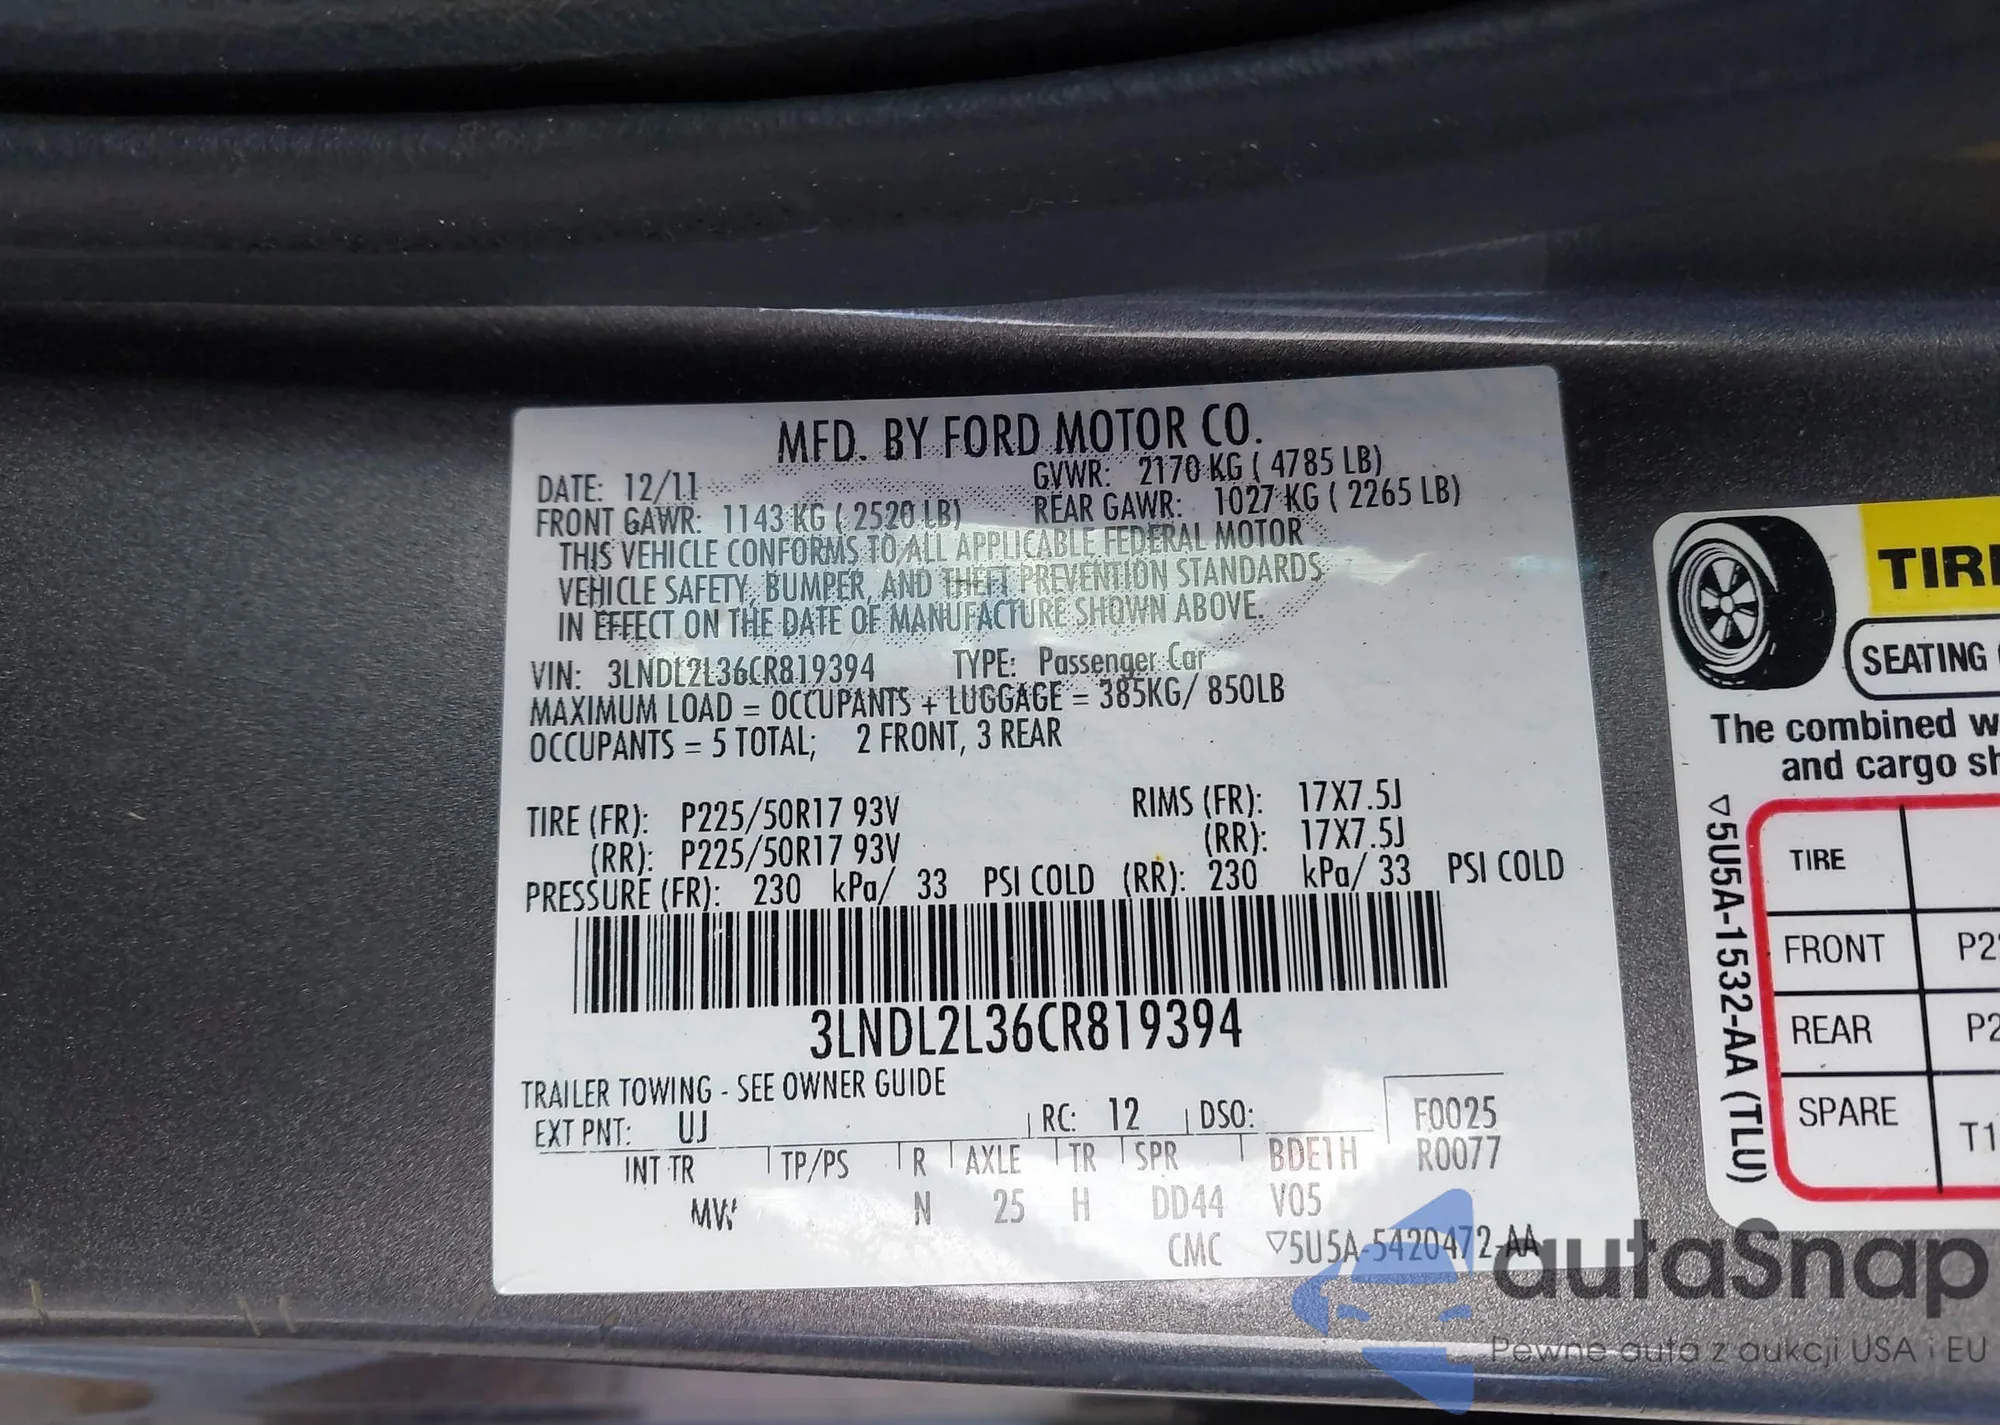 MFD. BY FORD MOTOR CO.
DATE: 12/11 GVWR: 2170 KG ( 4785 LB)
FRONT GAWR: 1143 KG ( 2520 LB) REAR GAWR: 1027 KG ( 2265 LB)
THIS VEHICLE CONFORMS TO ALL APPLICABLE FEDERAL MOTOR
VEHICLE SAFETY, BUMPER, AND THEFT PREVENTION STANDARDS
IN EFFECT ON THE DATE OF MANUFACTURE SHOWN ABOVE.
VIN: 3LNDL2L36CR819394 TYPE: Passenger Car
MAXIMUM LOAD = OCCUPANTS + LUGGAGE = 385KG/ 850LB
OCCUPANTS = 5 TOTAL; 2 FRONT, 3 REAR
TIRE (FR): P225/50R17 93V RIMS (FR): 17X7.5J
(RR): P225/50R17 93V (RR): 17X7.5J
PRESSURE (FR): 230 kPa/ 33 PSI COLD (RR): 230 kPa/ 33 PSI COLD
3LNDL2L36CR819394
TRAILER TOWING - SEE OWNER GUIDE
EXT PNT: UJ RC: 12 DSO: F0025
INT TR TP/PS R AXLE TR SPR BDE1H R0077
MW N 25 H DD44 V05
CMC ▽5U5A-5420472-AA
TIR
SEATING
The combined w
and cargo sh
▽5U5A-1532-AA (TLU)
TIRE
FRONT P2
REAR P2
SPARE T1
autaSnap
Pewne auta z aukcji USA i EU